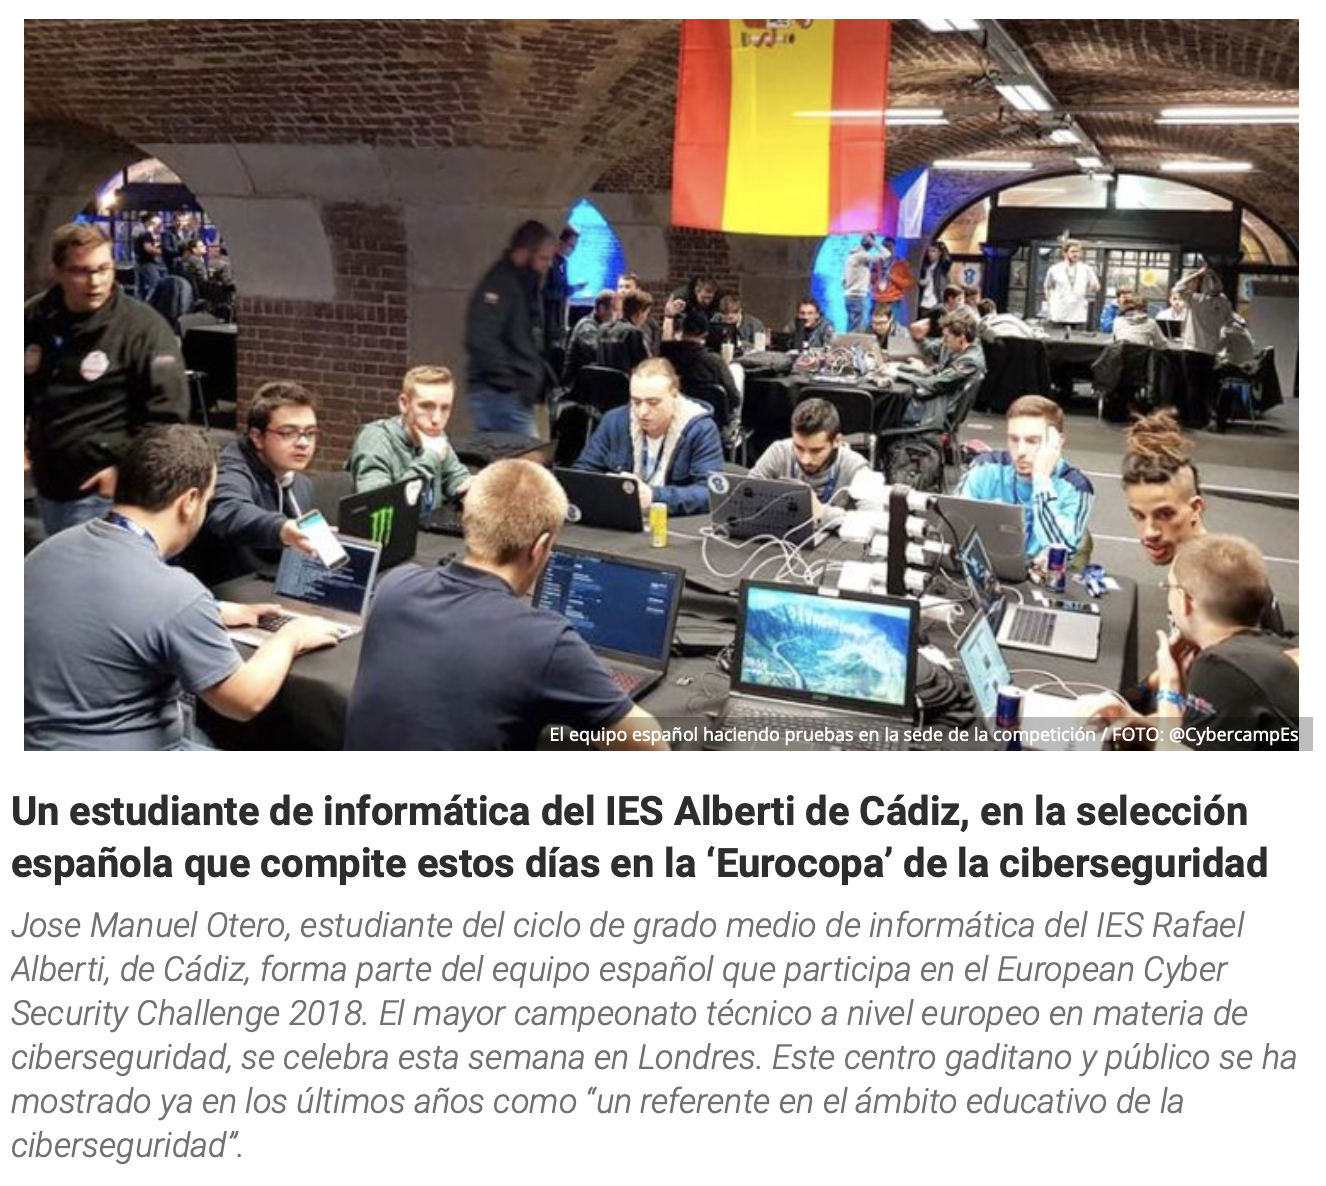 El equipo español haciendo pruebas en la sede de la competición / FOTO: @CybercampEs
Un estudiante de informática del IES Alberti de Cádiz, en la selección
española que compite estos días en la ‘Eurocopa’ de la ciberseguridad
Jose Manuel Otero, estudiante del ciclo de grado medio de informática del IES Rafael
Alberti, de Cádiz, forma parte del equipo español que participa en el European Cyber
Security Challenge 2018. El mayor campeonato técnico a nivel europeo en materia de
ciberseguridad, se celebra esta semana en Londres. Este centro gaditano y público se ha
mostrado ya en los últimos años como “un referente en el ámbito educativo de la
ciberseguridad”.